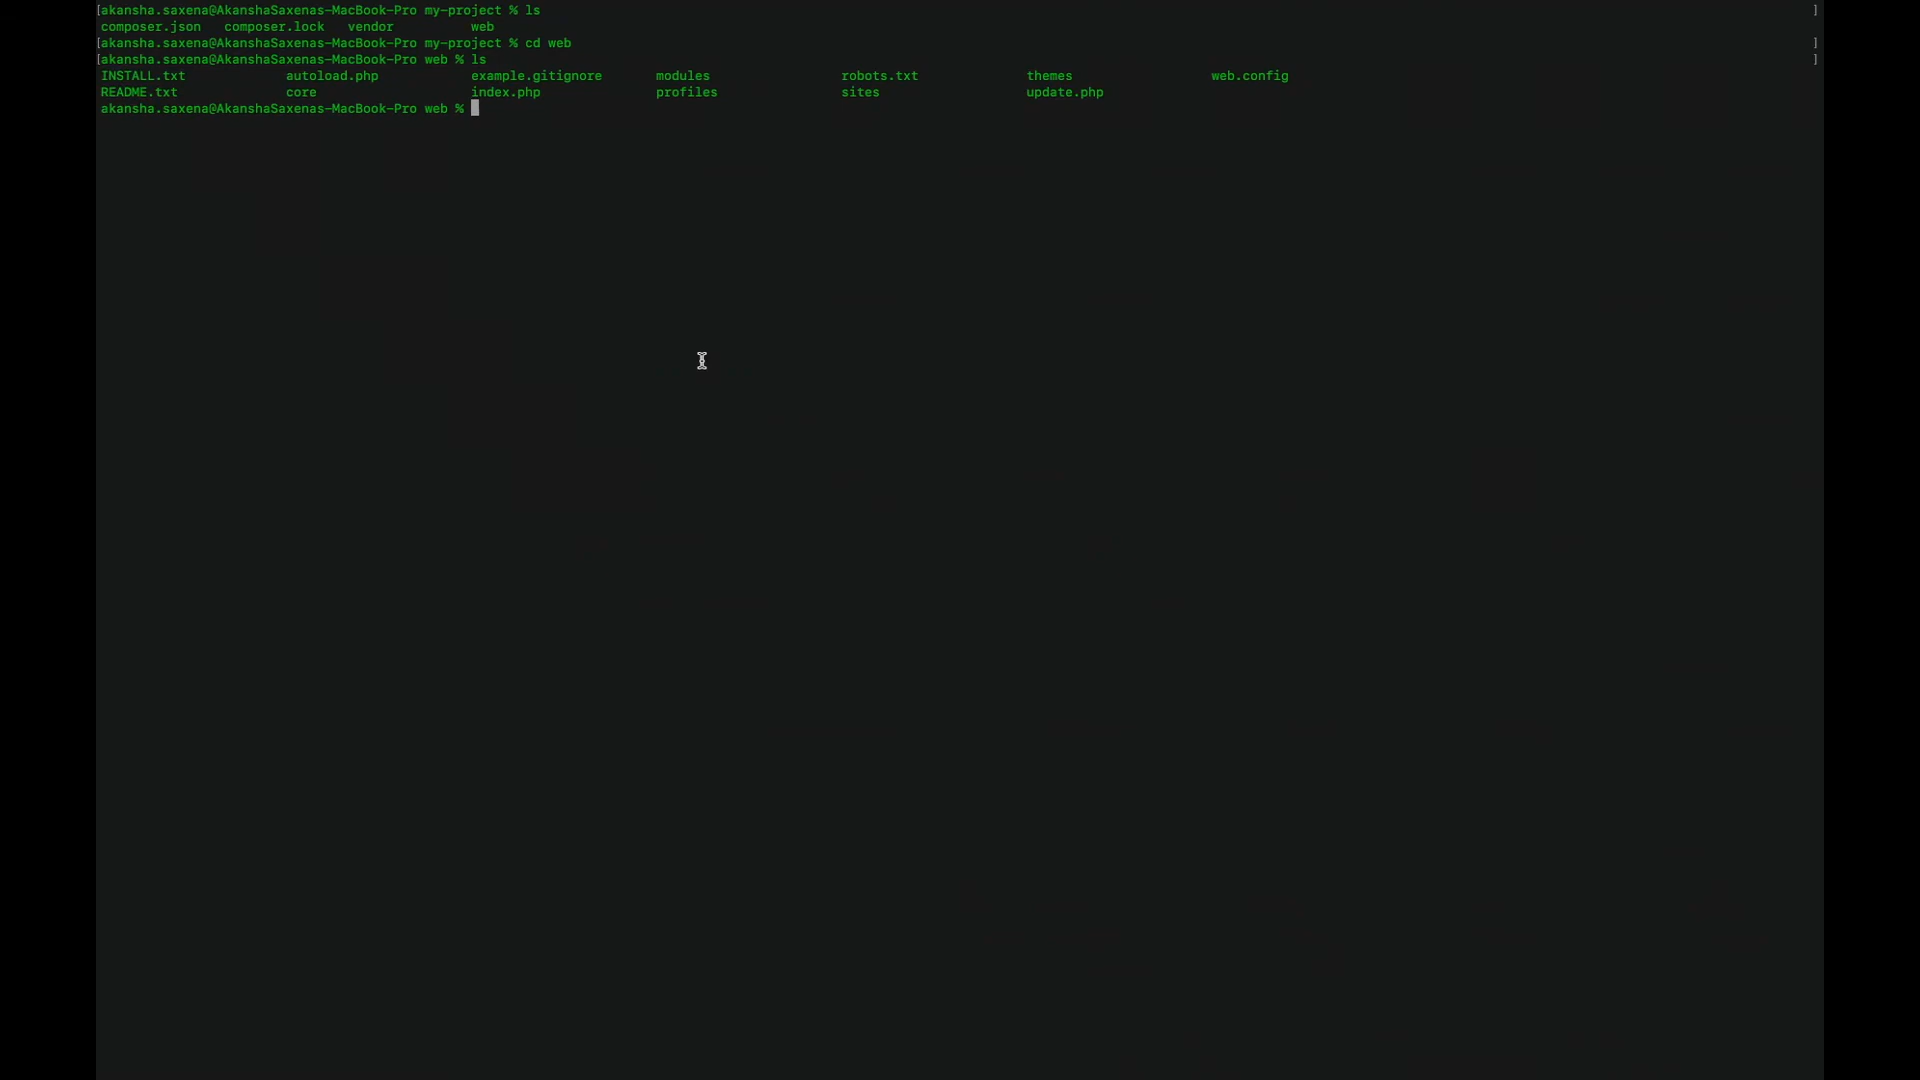 [akansha.saxena@AkanshaSaxenas-MacBook-Pro my-project % ls ]
composer.json composer.lock vendor web
[akansha.saxena@AkanshaSaxenas-MacBook-Pro my-project % cd web ]
[akansha.saxena@AkanshaSaxenas-MacBook-Pro web % ls ]
INSTALL.txt autoload.php example.gitignore modules robots.txt themes web.config
README.txt core index.php profiles sites update.php
akansha.saxena@AkanshaSaxenas-MacBook-Pro web %